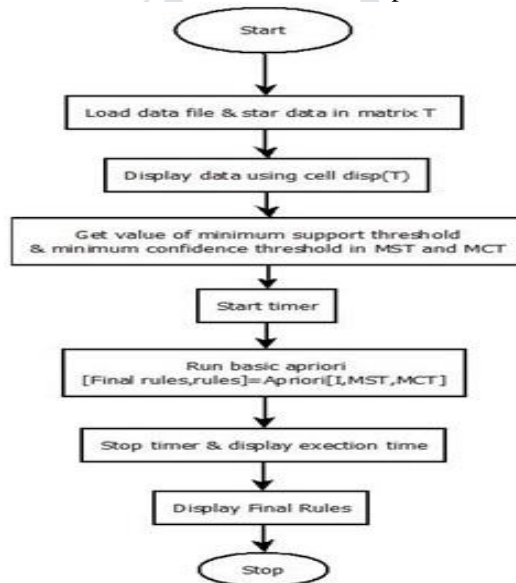 Start
Load data file & star data in matrix T
Display data using cell disp(T)
Get value of minimum support threshold
& minimum confidence threshold in MST and MCT
Start timer
Run basic apriori
[Final rules,rules]=Apriori[I,MST,MCT]
Stop timer & display exection time
Display Final Rules
Stop